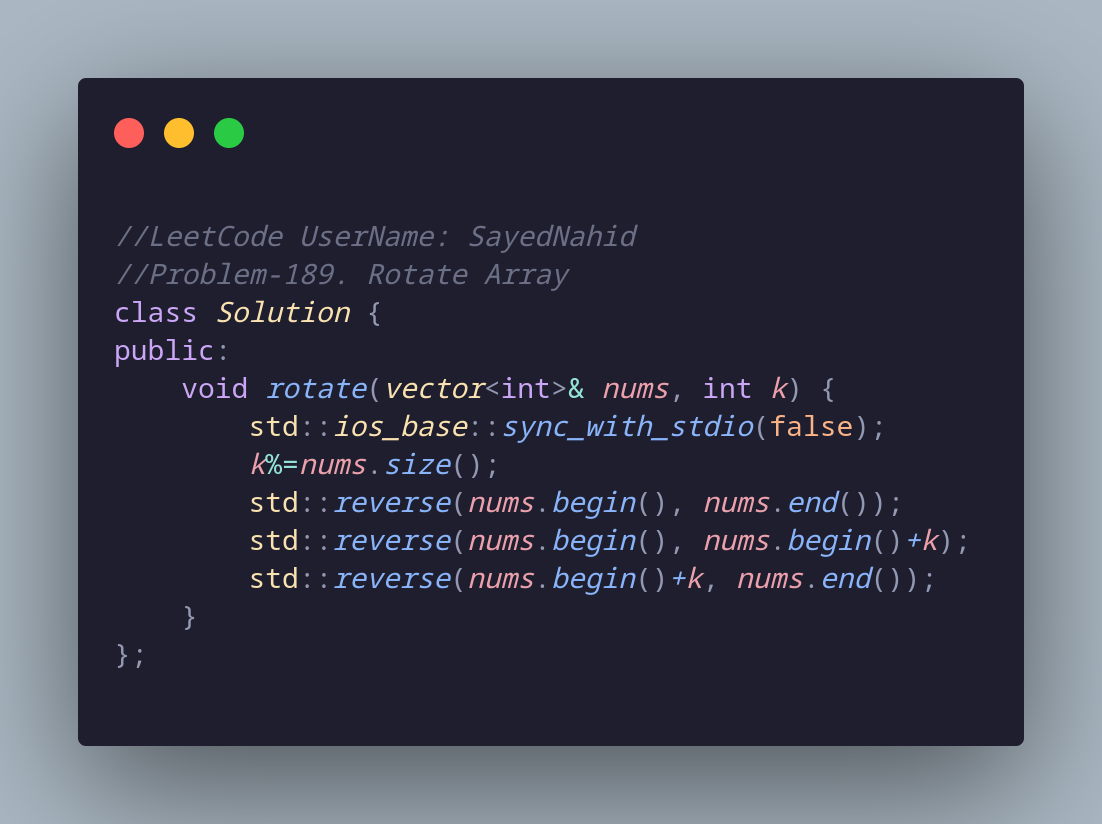 //LeetCode UserName: SayedNahid
//Problem-189. Rotate Array
class Solution {
public:
    void rotate(vector<int>& nums, int k) {
        std::ios_base::sync_with_stdio(false);
        k%=nums.size();
        std::reverse(nums.begin(), nums.end());
        std::reverse(nums.begin(), nums.begin()+k);
        std::reverse(nums.begin()+k, nums.end());
    }
};